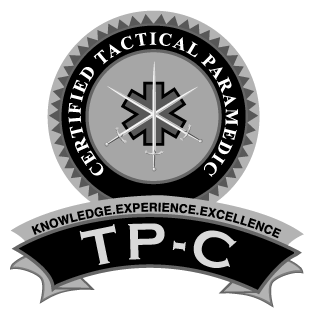 CERTIFIED TACTICAL PARAMEDIC
KNOWLEDGE.EXPERIENCE.EXCELLENCE
TP-C